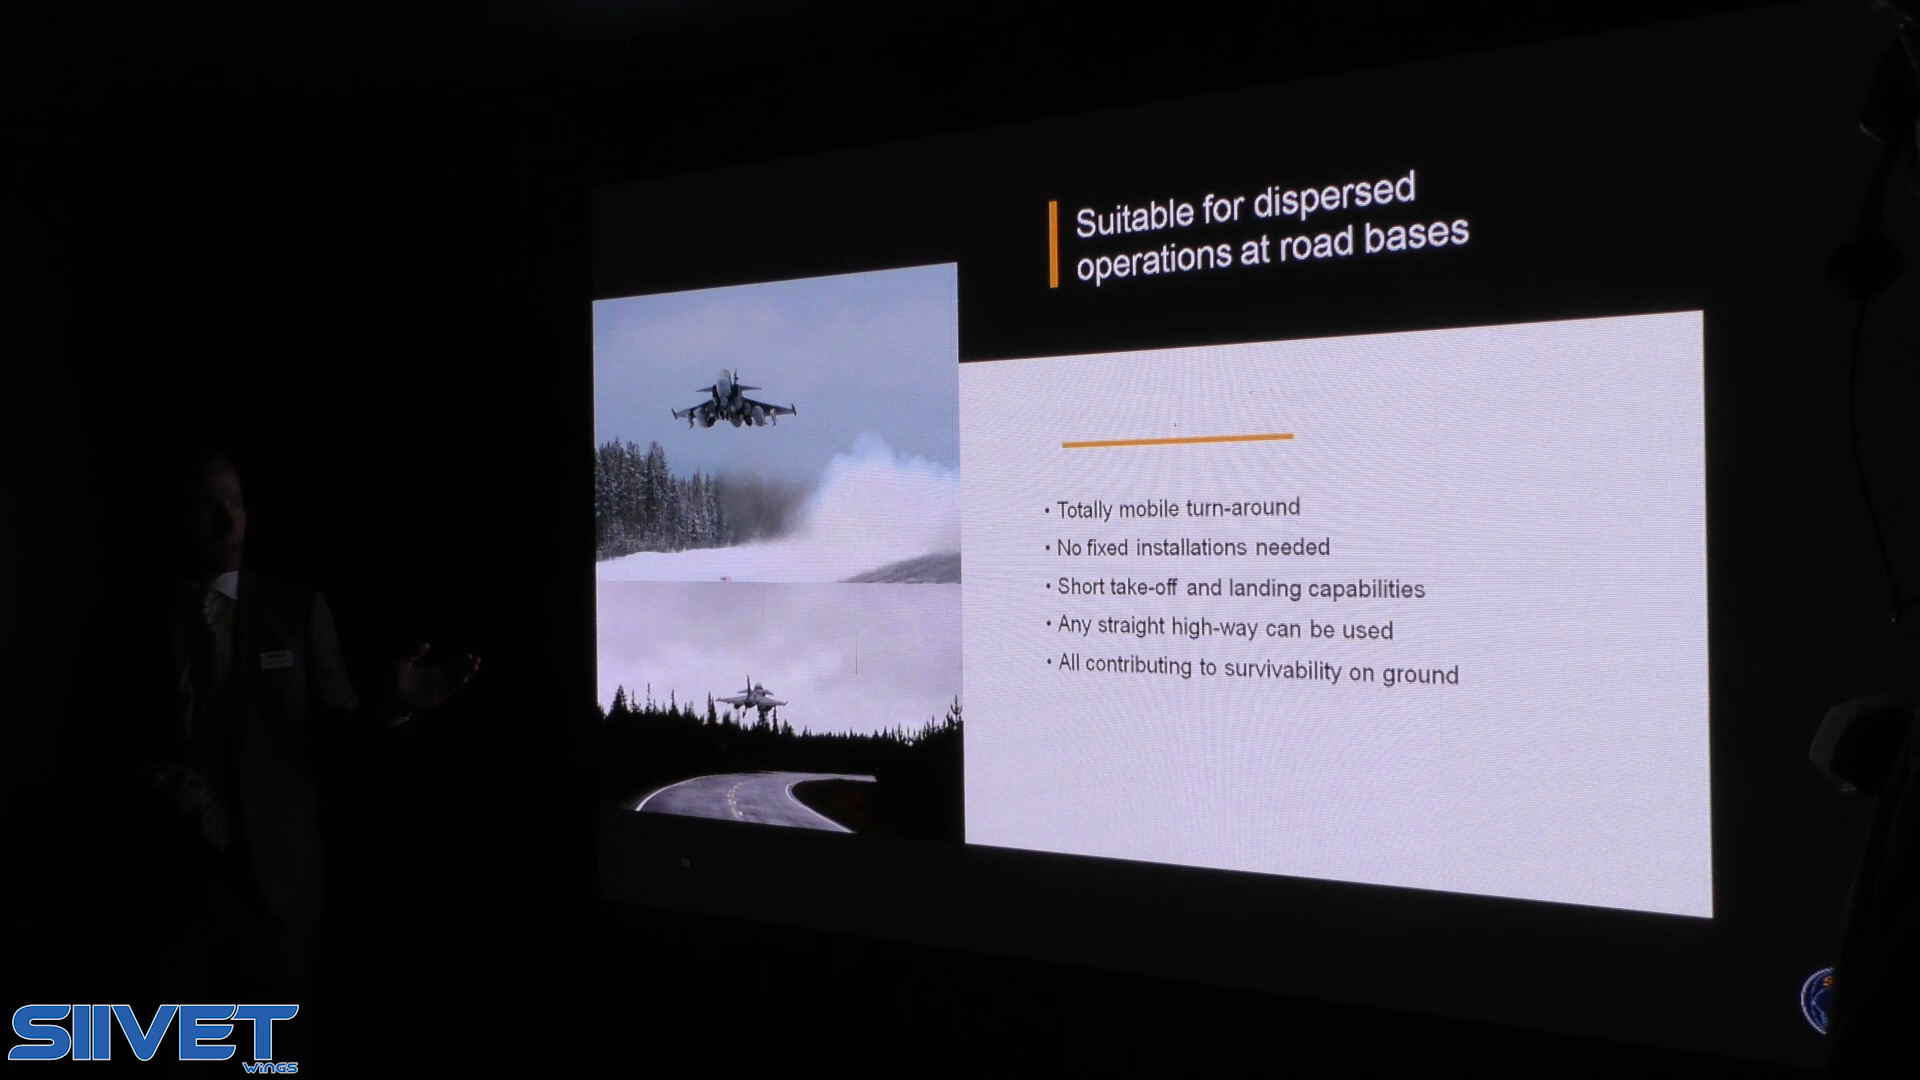 Suitable for dispersed
operations at road bases
• Totally mobile turn-around
• No fixed installations needed
• Short take-off and landing capabilities
• Any straight high-way can be used
• All contributing to survivability on ground
SIIVET
WINGS